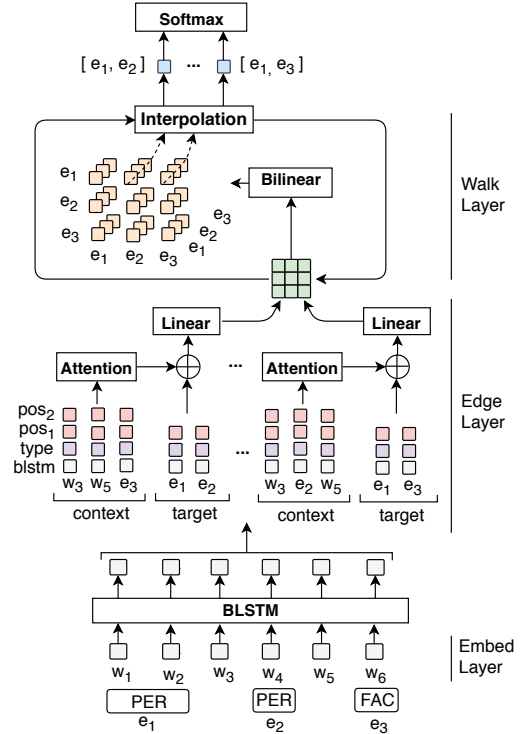 Softmax
[ e1, e2 ] ... [ e1, e3 ]
Interpolation
e1
e2
e3
e1 e2 e3
e1
e2
e3
Bilinear
Walk
Layer
Linear
Linear
Attention
...
Attention
pos2
pos1
type
blstm
...
w3 w5 e3
e1 e2
w3 e2 w5
e1 e3
context
target
context
target
Edge
Layer
BLSTM
w1 w2 w3 w4 w5 w6
PER
PER
FAC
e1
e2
e3
Embed
Layer